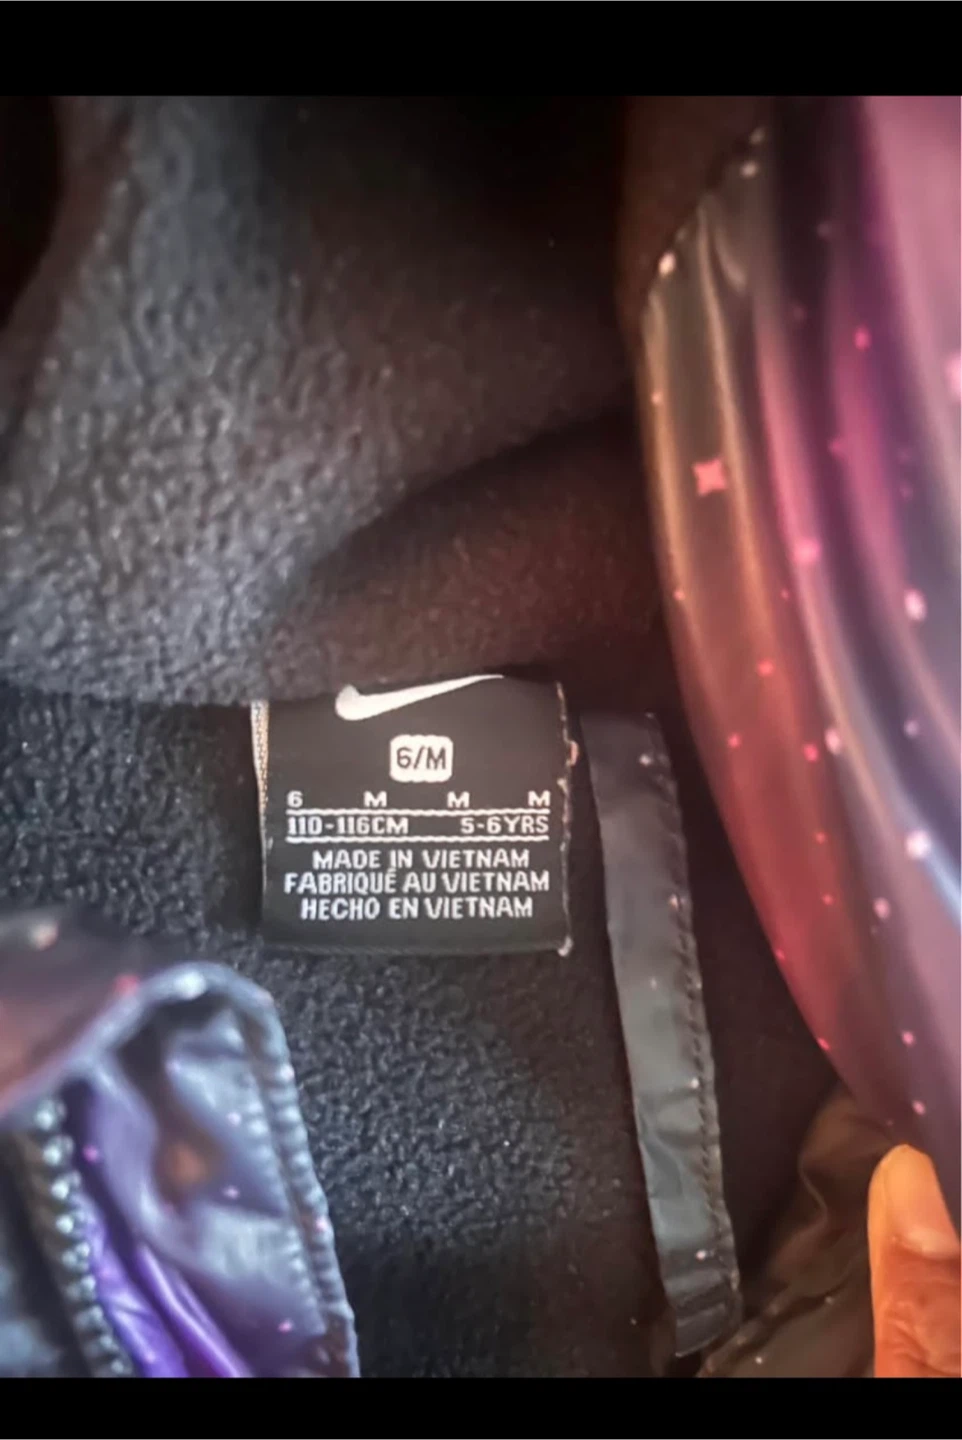 6/M
6 M M M
110-116CM 5-6YRS
MADE IN VIETNAM
FABRIQUÉ AU VIETNAM
HECHO EN VIETNAM